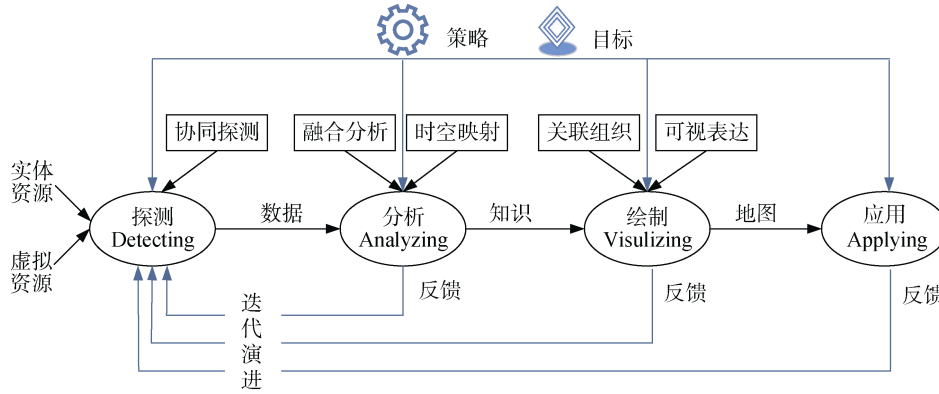 策略
目标
协同探测
融合分析
时空映射
关联组织
可视表达
实体
资源
虚拟
资源
探测
Detecting
数据
分析
Analyzing
知识
绘制
Visulizing
地图
应用
Applying
反馈
反馈
反馈
迭
代
演
进